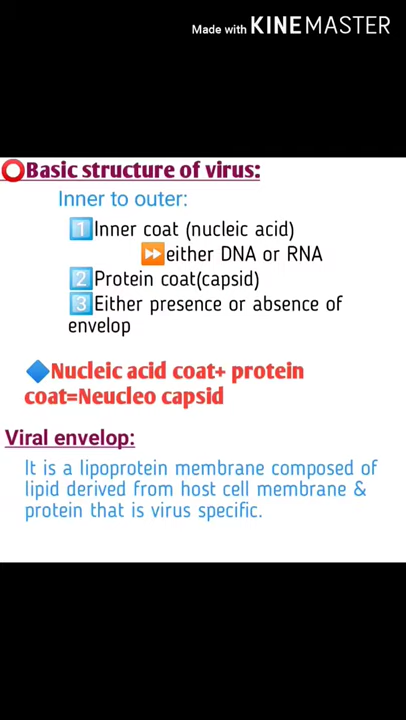 Made with KINEMASTER
⭕Basic structure of virus:
Inner to outer:
1️⃣Inner coat (nucleic acid)
⏩either DNA or RNA
2️⃣Protein coat(capsid)
3️⃣Either presence or absence of
envelop
🔷Nucleic acid coat+ protein
coat=Neucleo capsid
Viral envelop:
It is a lipoprotein membrane composed of
lipid derived from host cell membrane &
protein that is virus specific.